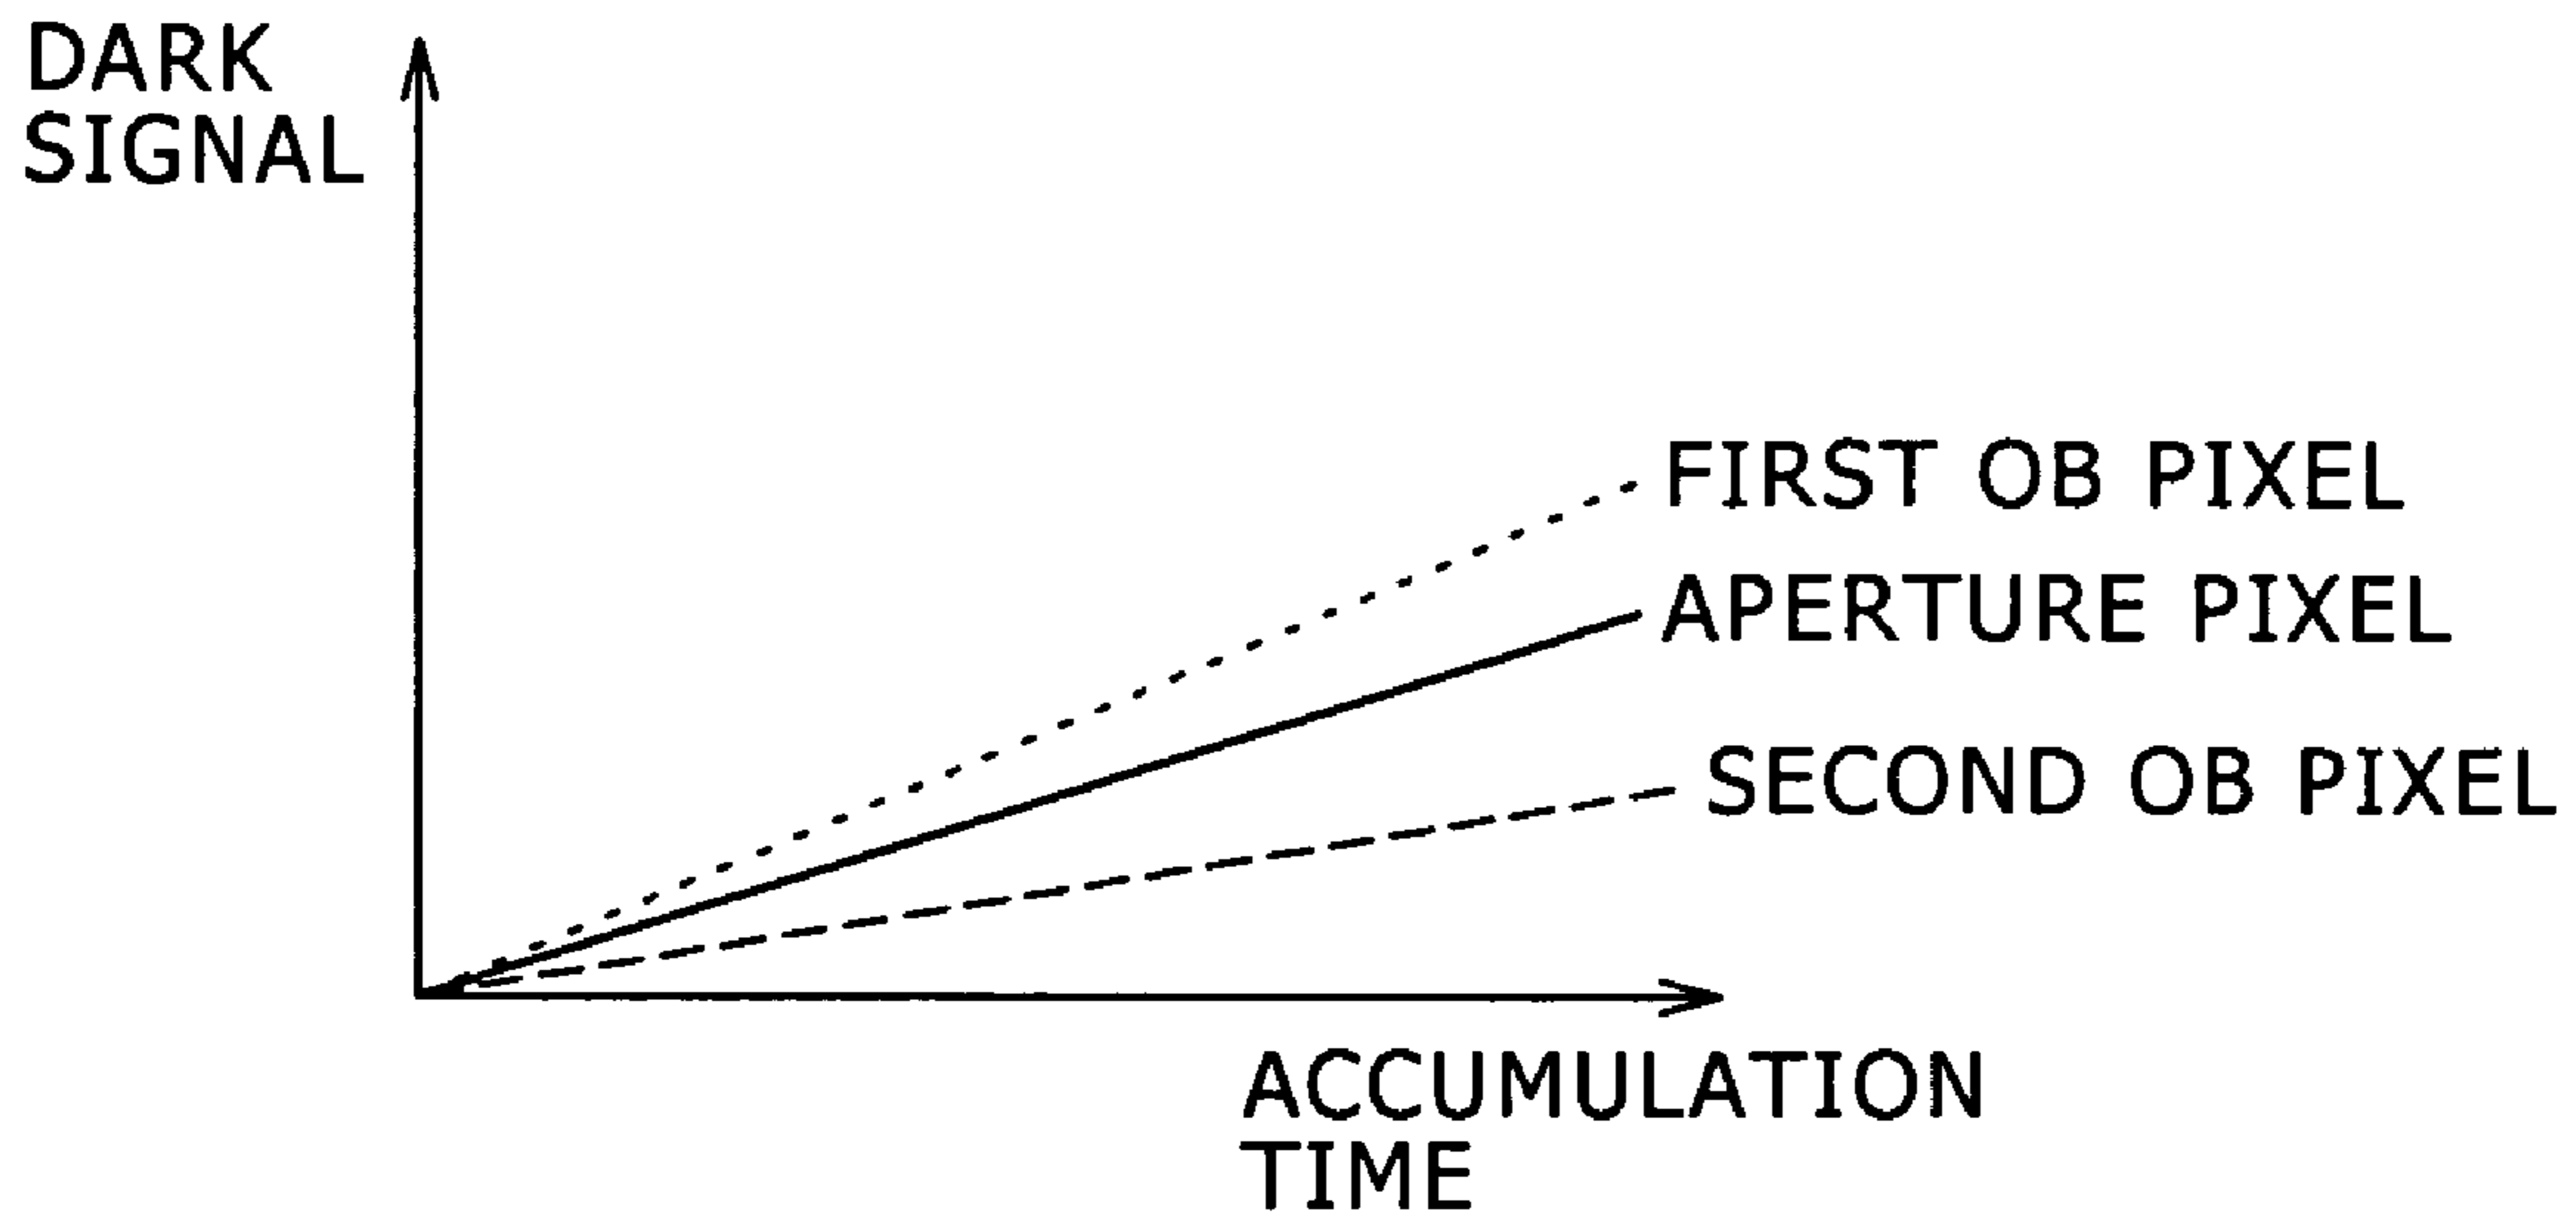 DARK
SIGNAL
FIRST OB PIXEL
APERTURE PIXEL
SECOND OB PIXEL
ACCUMULATION
TIME